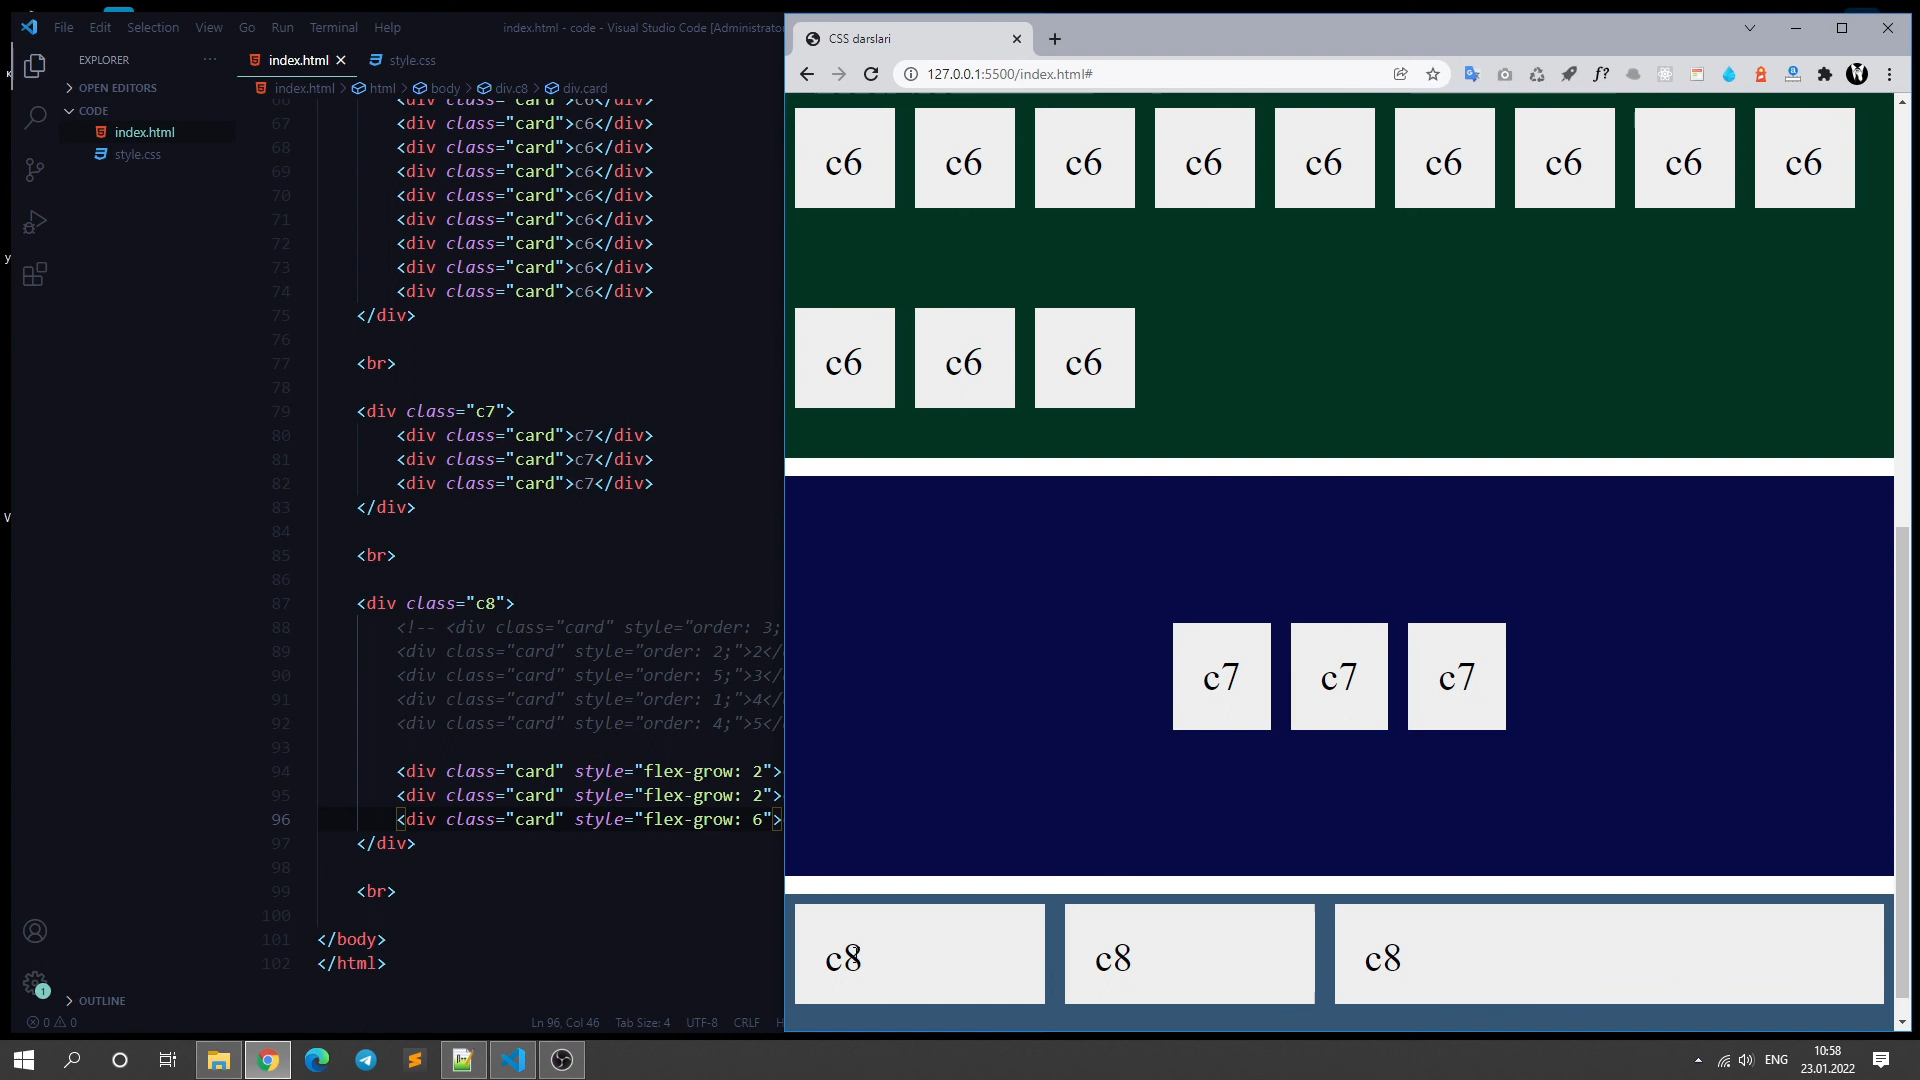 File Edit Selection View Go Run Terminal Help
index.html - code - Visual Studio Code [Administrator
EXPLORER
OPEN EDITORS
CODE
index.html
style.css
index.html
style.css
index.html > html > body > div.c8 > div.card
<div class="card">c6</div>
67 <div class="card">c6</div>
68 <div class="card">c6</div>
69 <div class="card">c6</div>
70 <div class="card">c6</div>
71 <div class="card">c6</div>
72 <div class="card">c6</div>
73 <div class="card">c6</div>
74 <div class="card">c6</div>
75 </div>
76
77 <br>
78
79 <div class="c7">
80 <div class="card">c7</div>
81 <div class="card">c7</div>
82 <div class="card">c7</div>
83 </div>
84
85 <br>
86
87 <div class="c8">
88 <!-- <div class="card" style="order: 3;
89 <div class="card" style="order: 2;">2</
90 <div class="card" style="order: 5;">3</
91 <div class="card" style="order: 1;">4</
92 <div class="card" style="order: 4;">5</
93
94 <div class="card" style="flex-grow: 2">
95 <div class="card" style="flex-grow: 2">
96 <div class="card" style="flex-grow: 6">
97 </div>
98
99 <br>
100
101 </body>
102 </html>
OUTLINE
1
0 0
Ln 96, Col 46 Tab Size: 4 UTF-8 CRLF H
CSS darslari
127.0.0.1:5500/index.html#
f?
c6 c6 c6 c6 c6 c6 c6 c6 c6
c6 c6 c6
c7 c7 c7
c8 c8 c8
ENG
10:58
23.01.2022